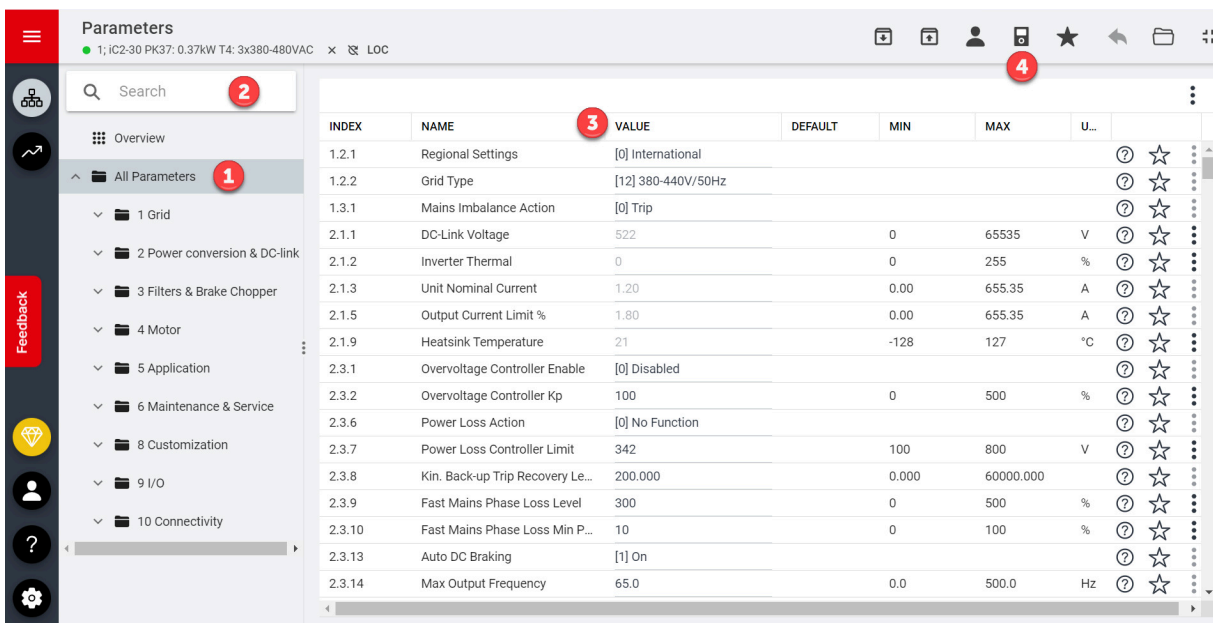 Parameters
1; iC2-30 PK37: 0.37kW T4: 3x380-480VAC LOC
4
Search 2
Overview
All Parameters 1
1 Grid
2 Power conversion & DC-link
3 Filters & Brake Chopper
4 Motor
5 Application
6 Maintenance & Service
8 Customization
9 I/O
10 Connectivity
Feedback
?
3
INDEX NAME VALUE DEFAULT MIN MAX U...
1.2.1 Regional Settings [0] International ?
1.2.2 Grid Type [12] 380-440V/50Hz ?
1.3.1 Mains Imbalance Action [0] Trip ?
2.1.1 DC-Link Voltage 522 0 65535 V ?
2.1.2 Inverter Thermal 0 0 255 % ?
2.1.3 Unit Nominal Current 1.20 0.00 655.35 A ?
2.1.5 Output Current Limit % 1.80 0.00 655.35 A ?
2.1.9 Heatsink Temperature 21 -128 127 °C ?
2.3.1 Overvoltage Controller Enable [0] Disabled ?
2.3.2 Overvoltage Controller Kp 100 0 500 % ?
2.3.6 Power Loss Action [0] No Function ?
2.3.7 Power Loss Controller Limit 342 100 800 V ?
2.3.8 Kin. Back-up Trip Recovery Le... 200.000 0.000 60000.000 ?
2.3.9 Fast Mains Phase Loss Level 300 0 500 % ?
2.3.10 Fast Mains Phase Loss Min P... 10 0 100 % ?
2.3.13 Auto DC Braking [1] On ?
2.3.14 Max Output Frequency 65.0 0.0 500.0 Hz ?